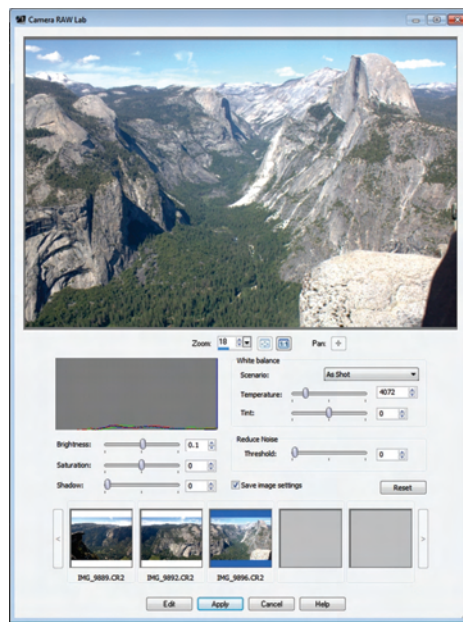 Camera RAW Lab
Zoom: 18 Pan:
White balance
Scenario: As Shot
Temperature: 4072
Tint: 0
Brightness: 0.1
Saturation: 0
Shadow: 0
Reduce Noise
Threshold: 0
Save image settings
Reset
IMG_9889.CR2 IMG_9892.CR2 IMG_9896.CR2
Edit Apply Cancel Help